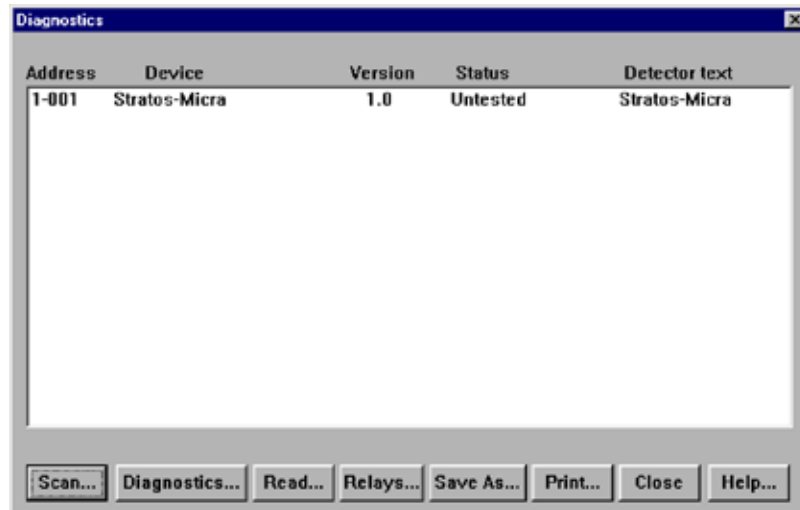 Diagnostics
Address Device Version Status Detector text
1-001 Stratos-Micra 1.0 Untested Stratos-Micra
Scan... Diagnostics... Read... Relays... Save As... Print... Close Help...